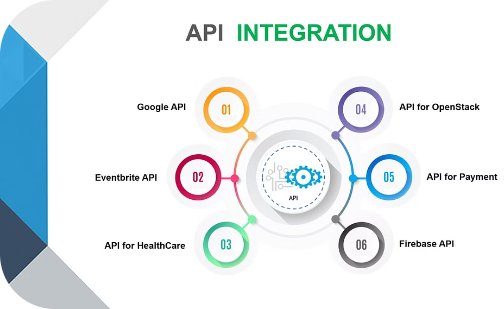 API INTEGRATION
Google API
01
Eventbrite API
02
API for HealthCare
03
API
04
API for OpenStack
05
API for Payment
06
Firebase API